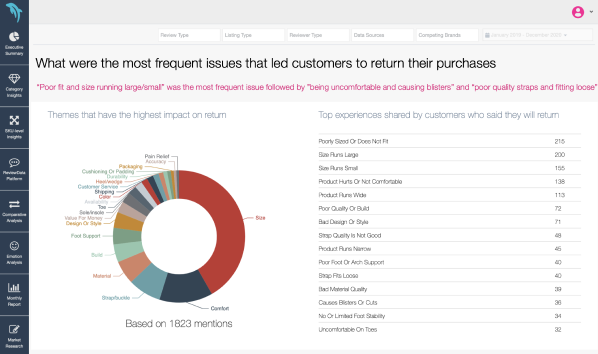 Review Type
Listing Type
Reviewer Type
Data Sources
Competing Brands
January 2019 - December 2020
Executive
Summary
Category
Insights
SKU-level
Insights
ReviewData
Platform
Comparative
Analysis
Emotion
Analysis
Monthly
Report
Market
Research
What were the most frequent issues that led customers to return their purchases
"Poor fit and size running large/small" was the most frequent issue followed by "being uncomfortable and causing blisters" and "poor quality straps and fitting loose"
Themes that have the highest impact on return
Pain Relief
Accuracy
Packaging
Cushioning Or Padding
Durability
Heel/wedge
Customer Service
Shipping
Color
Availability
Toe
Sole/Insole
Value For Money
Design Or Style
Foot Support
Build
Material
Strap/buckle
Comfort
Size
Based on 1823 mentions
Top experiences shared by customers who said they will return
Poorly Sized Or Does Not Fit 215
Size Runs Large 200
Size Runs Small 155
Product Hurts Or Not Comfortable 138
Product Runs Wide 113
Poor Quality Or Build 72
Bad Design Or Style 71
Strap Quality Is Not Good 48
Product Runs Narrow 45
Poor Foot Or Arch Support 40
Strap Fits Loose 40
Bad Material Quality 39
Causes Blisters Or Cuts 36
No Or Limited Foot Stability 34
Uncomfortable On Toes 32